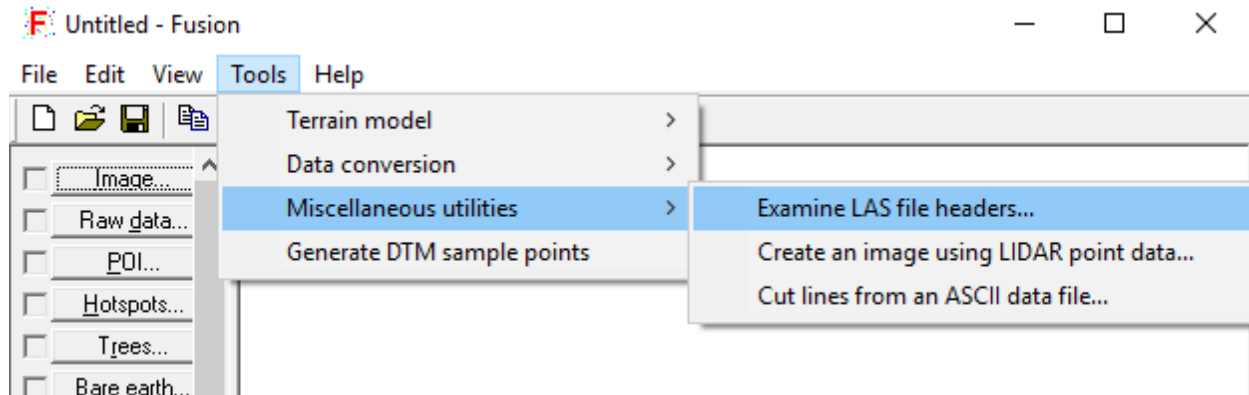 F Untitled - Fusion
File Edit View Tools Help
Terrain model
Data conversion
Miscellaneous utilities
Generate DTM sample points
Examine LAS file headers...
Create an image using LIDAR point data...
Cut lines from an ASCII data file...
Image...
Raw data...
POI...
Hotspots...
Trees...
Bare earth...